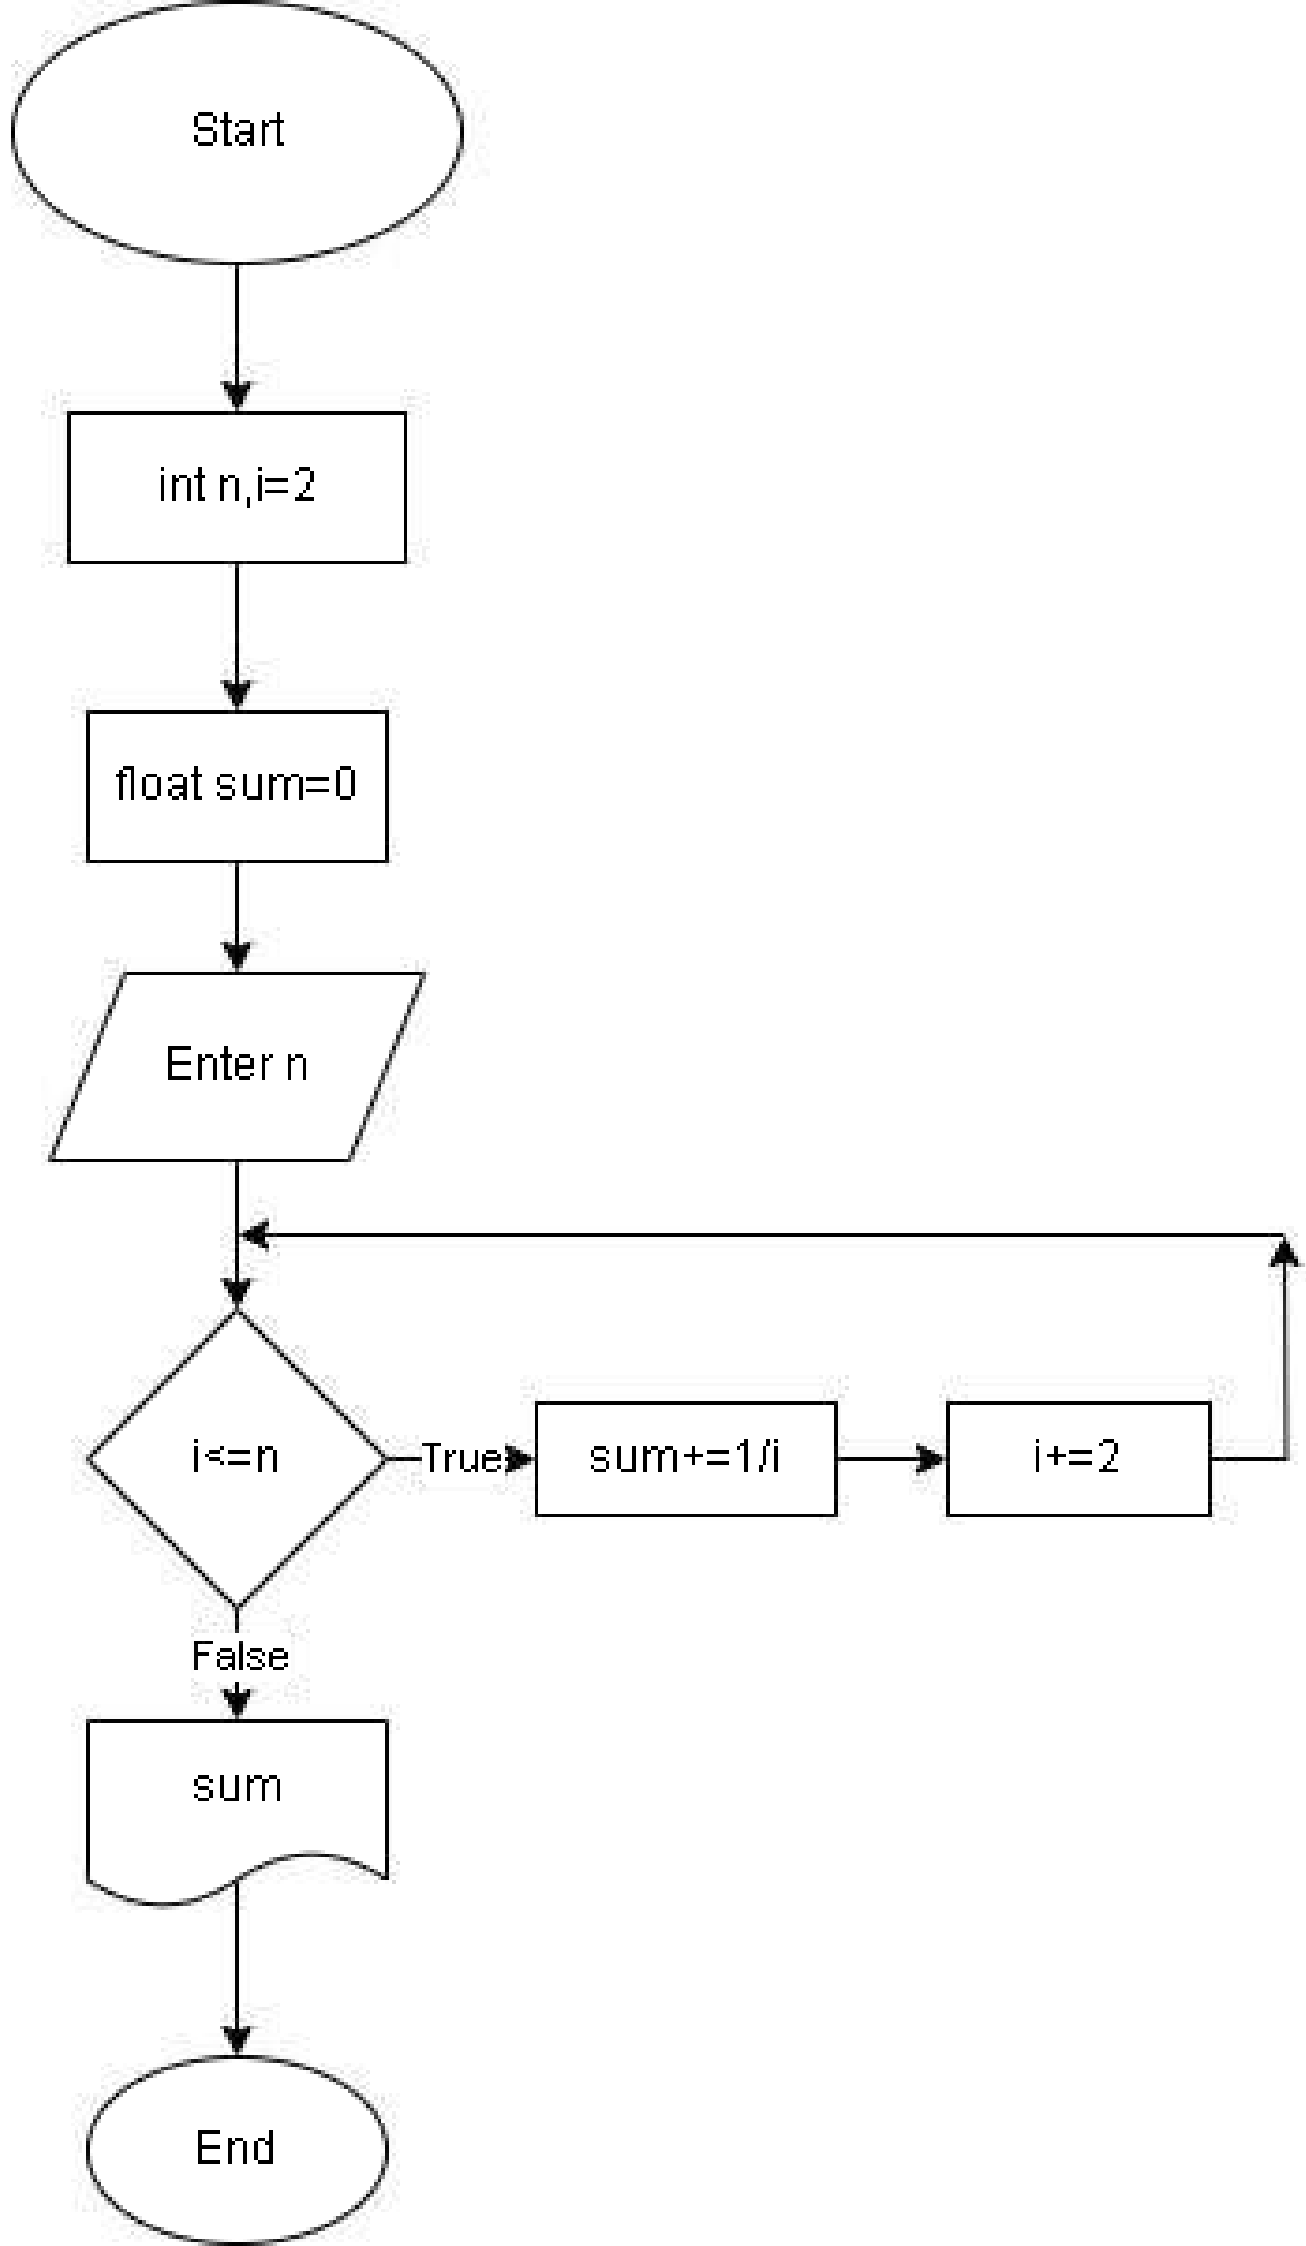 Start
int n,i=2
float sum=0
Enter n
i<=n
True
sum+=1/i
i+=2
False
sum
End